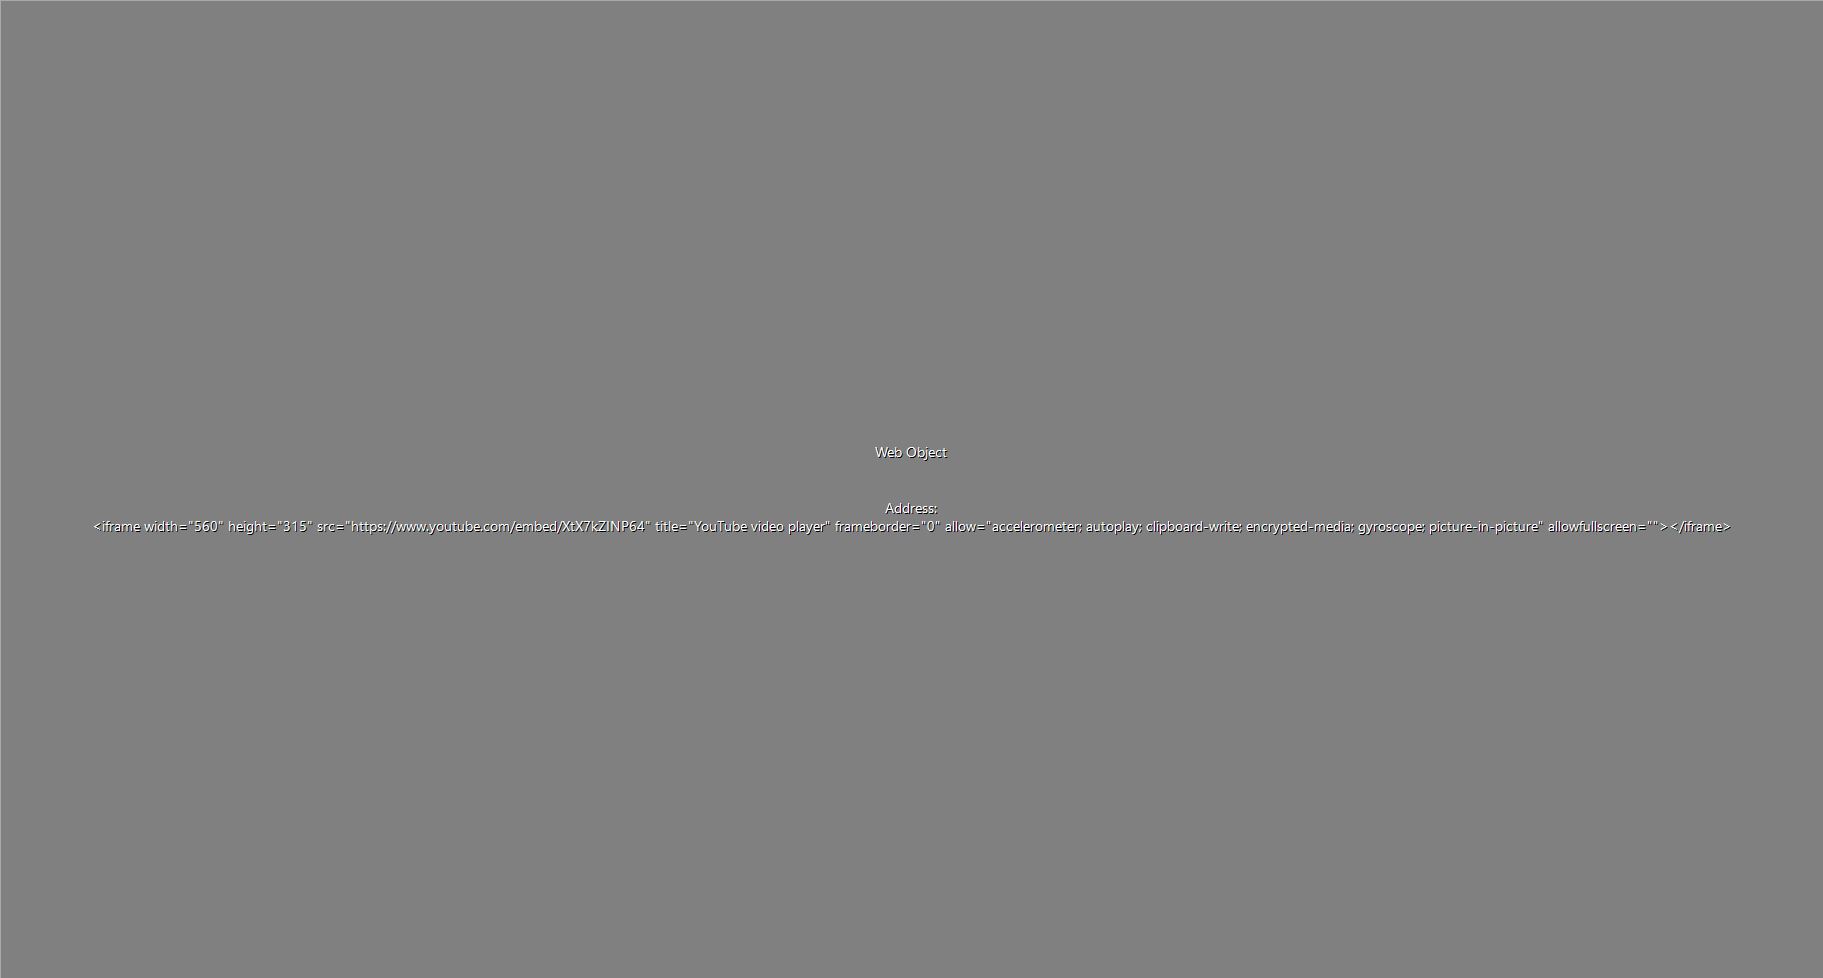 Web Object
Address:
<iframe width="560" height="315" src="https://www.youtube.com/embed/XtX7kZINP64" title="YouTube video player" frameborder="0" allow="accelerometer; autoplay; clipboard-write; encrypted-media; gyroscope; picture-in-picture" allowfullscreen=""></iframe>